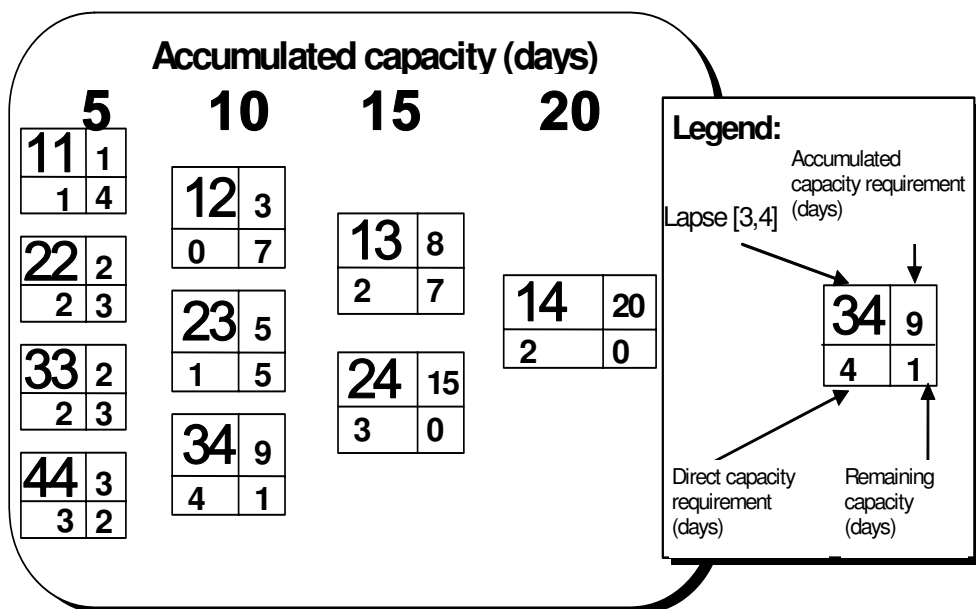 Accumulated capacity (days)
5 10 15 20
11 1
1 4
22 2
2 3
33 2
2 3
44 3
3 2
12 3
0 7
23 5
1 5
34 9
4 1
13 8
2 7
24 15
3 0
14 20
2 0
Legend:
Accumulated
capacity requirement
(days)
Lapse [3,4]
34 9
4 1
Direct capacity
requirement
(days)
Remaining
capacity
(days)